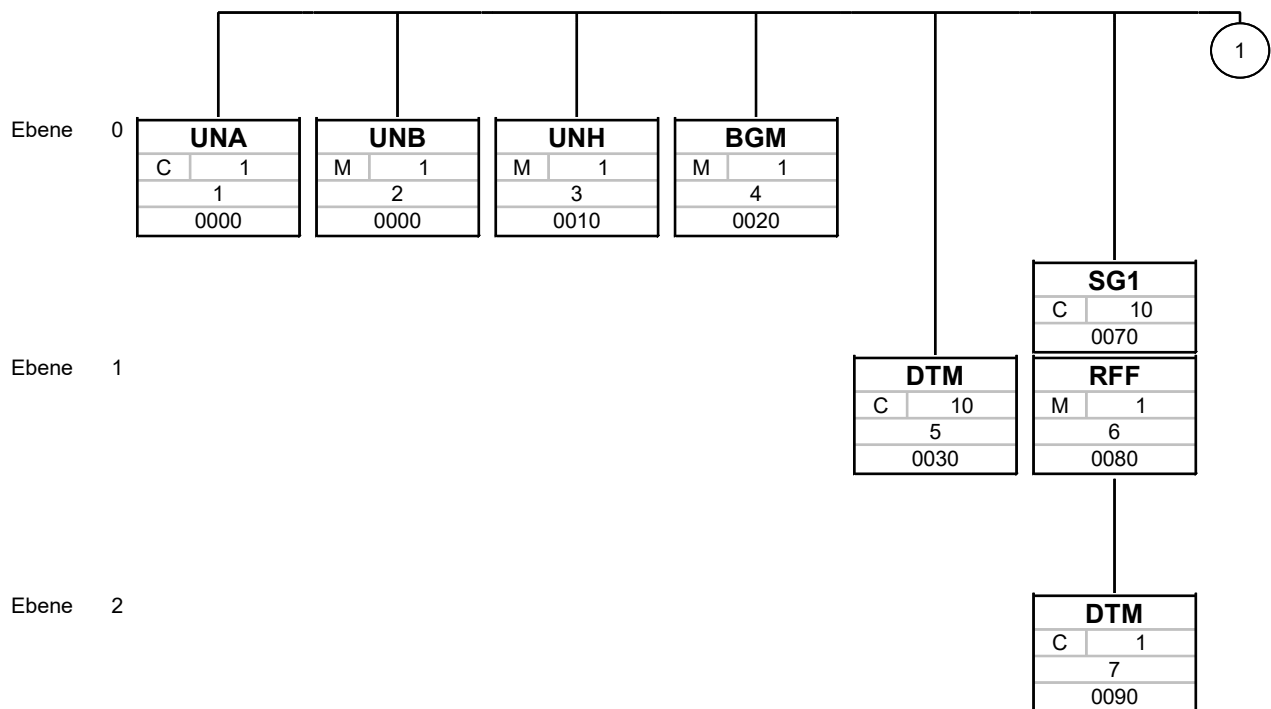 1
Ebene 0
UNA UNB UNH BGM
C 1 M 1 M 1 M 1
1 2 3 4
0000 0000 0010 0020
SG1
C 10
0070
Ebene 1
DTM RFF
C 10 M 1
5 6
0030 0080
Ebene 2
DTM
C 1
7
0090